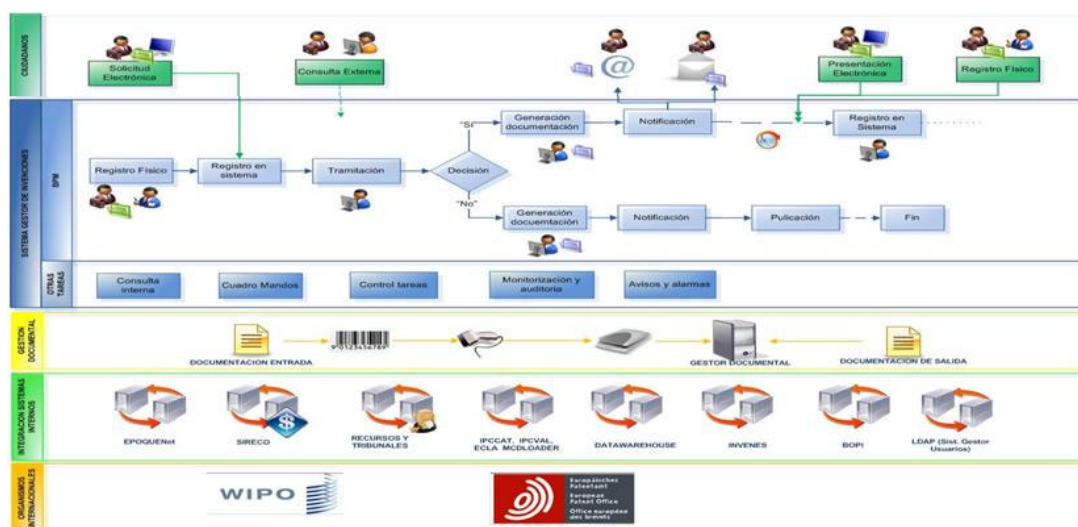 CIUDADANOS
Solicitud
Electrónica
Consulta Externa
@
Presentación
Electrónica
Registro Físico
SISTEMA GESTOR DE INVENCIONES
BPM
Registro Físico
Registro en
sistema
Tramitación
Decisión
"Sí"
Generación
documentación
Notificación
Registro en
Sistema
"No"
Generación
docuemtación
Notificación
Pulicación
Fin
OTRAS
TAREAS
Consulta
interna
Cuadro Mandos
Control tareas
Monitorización y
auditoria
Avisos y alarmas
GESTION
DOCUMENTAL
DOCUMENTACION ENTRADA
9 0123456789
GESTOR DOCUMENTAL
DOCUMENTACION DE SALIDA
INTEGRACION SISTEMAS
INTERNOS
EPOQUENet
SIRECO
$
RECURSOS Y
TRIBUNALES
IPCCAT, IPCVAL,
ECLA MCDLOADER
DATAWAREHOUSE
INVENES
BOPI
LDAP (Sist. Gestor
Usuarios)
ORGANISMOS
INTERNACIONALES
WIPO
Europäisches
Patentamt
European
Patent Office
Office européen
des brevets